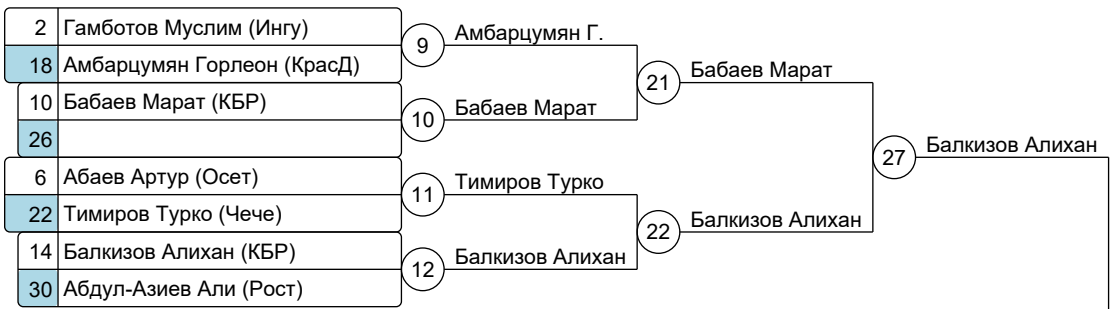 2 Гамботов Муслим (Ингу)
18 Амбарцумян Горлеон (КрасД)
10 Бабаев Марат (КБР)
26
6 Абаев Артур (Осет)
22 Тимиров Турко (Чече)
14 Балкизов Алихан (КБР)
30 Абдул-Азиев Али (Рост)
9 Амбарцумян Г.
10 Бабаев Марат
11 Тимиров Турко
12 Балкизов Алихан
21 Бабаев Марат
22 Балкизов Алихан
27 Балкизов Алихан